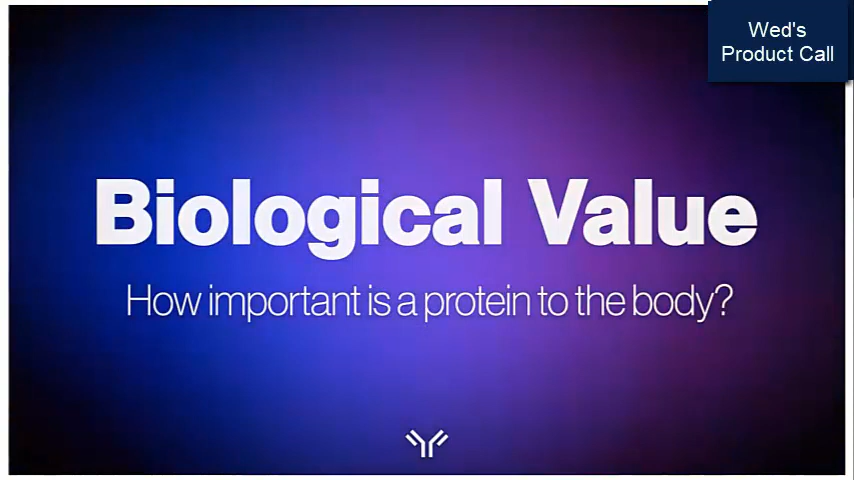 Wed's
Product Call
Biological Value
How important is a protein to the body?